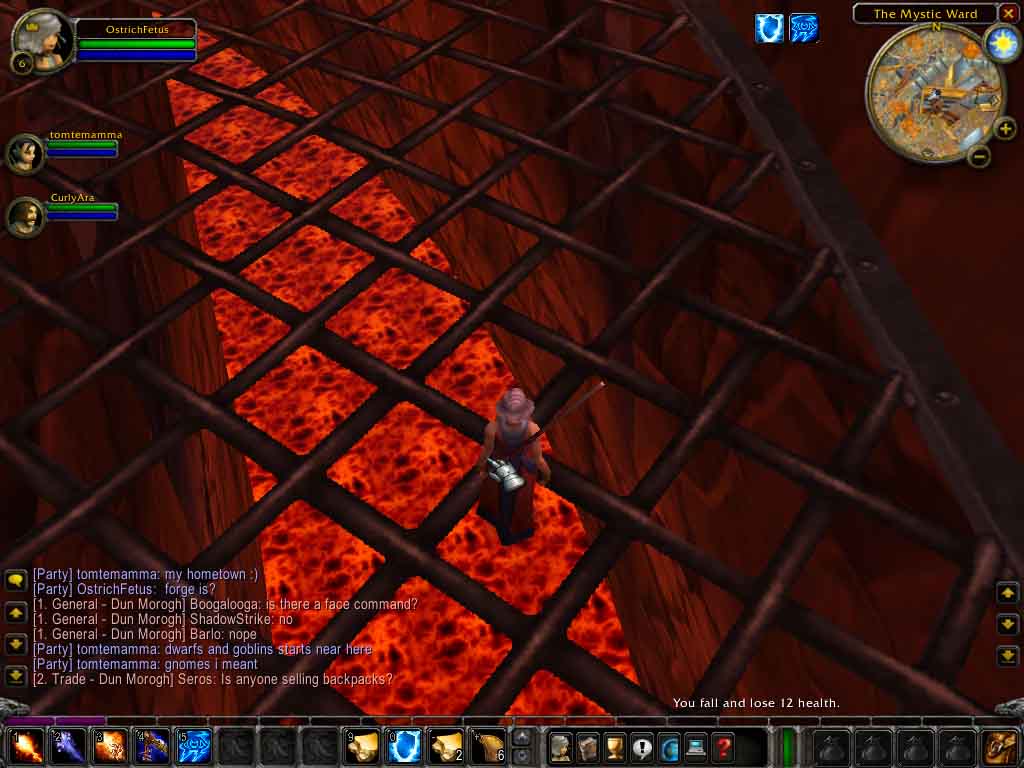 OstrichFetus
The Mystic Ward
N
6
tomtemamma
CurlyAra
[Party] tomtemamma: my hometown :)
[Party] OstrichFetus: forge is?
[1. General - Dun Morogh] Boogalooga: is there a face command?
[1. General - Dun Morogh] ShadowStrike: no
[1. General - Dun Morogh] Barlo: nope
[Party] tomtemamma: dwarfs and goblins starts near here
[Party] tomtemamma: gnomes i meant
[2. Trade - Dun Morogh] Seros: Is anyone selling backpacks?
You fall and lose 12 health.
1 2 3 4 5 9 0 - 2 = 6